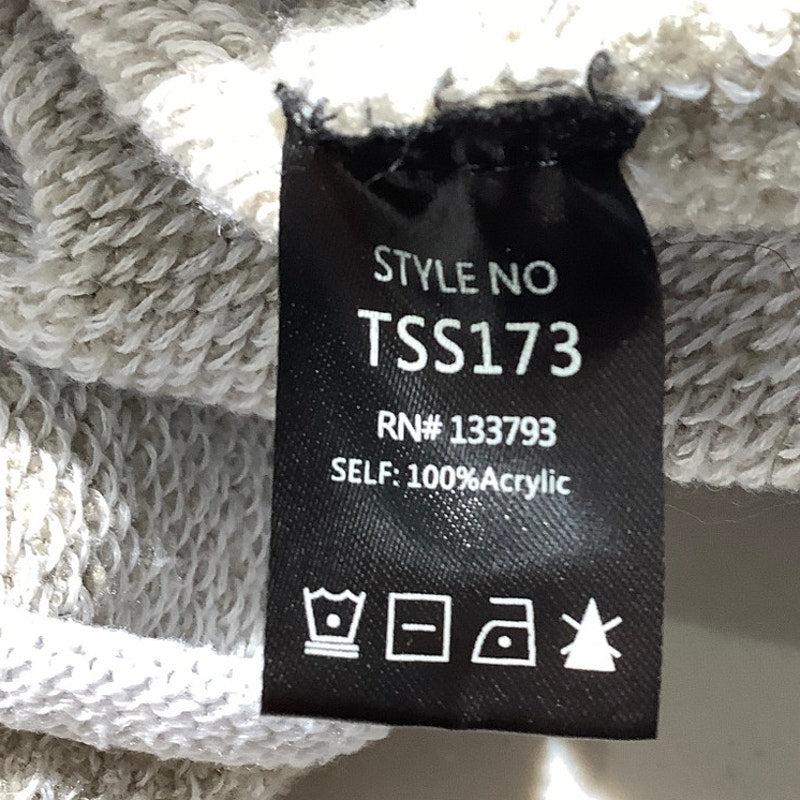 STYLE NO
TSS173
RN# 133793
SELF: 100%Acrylic